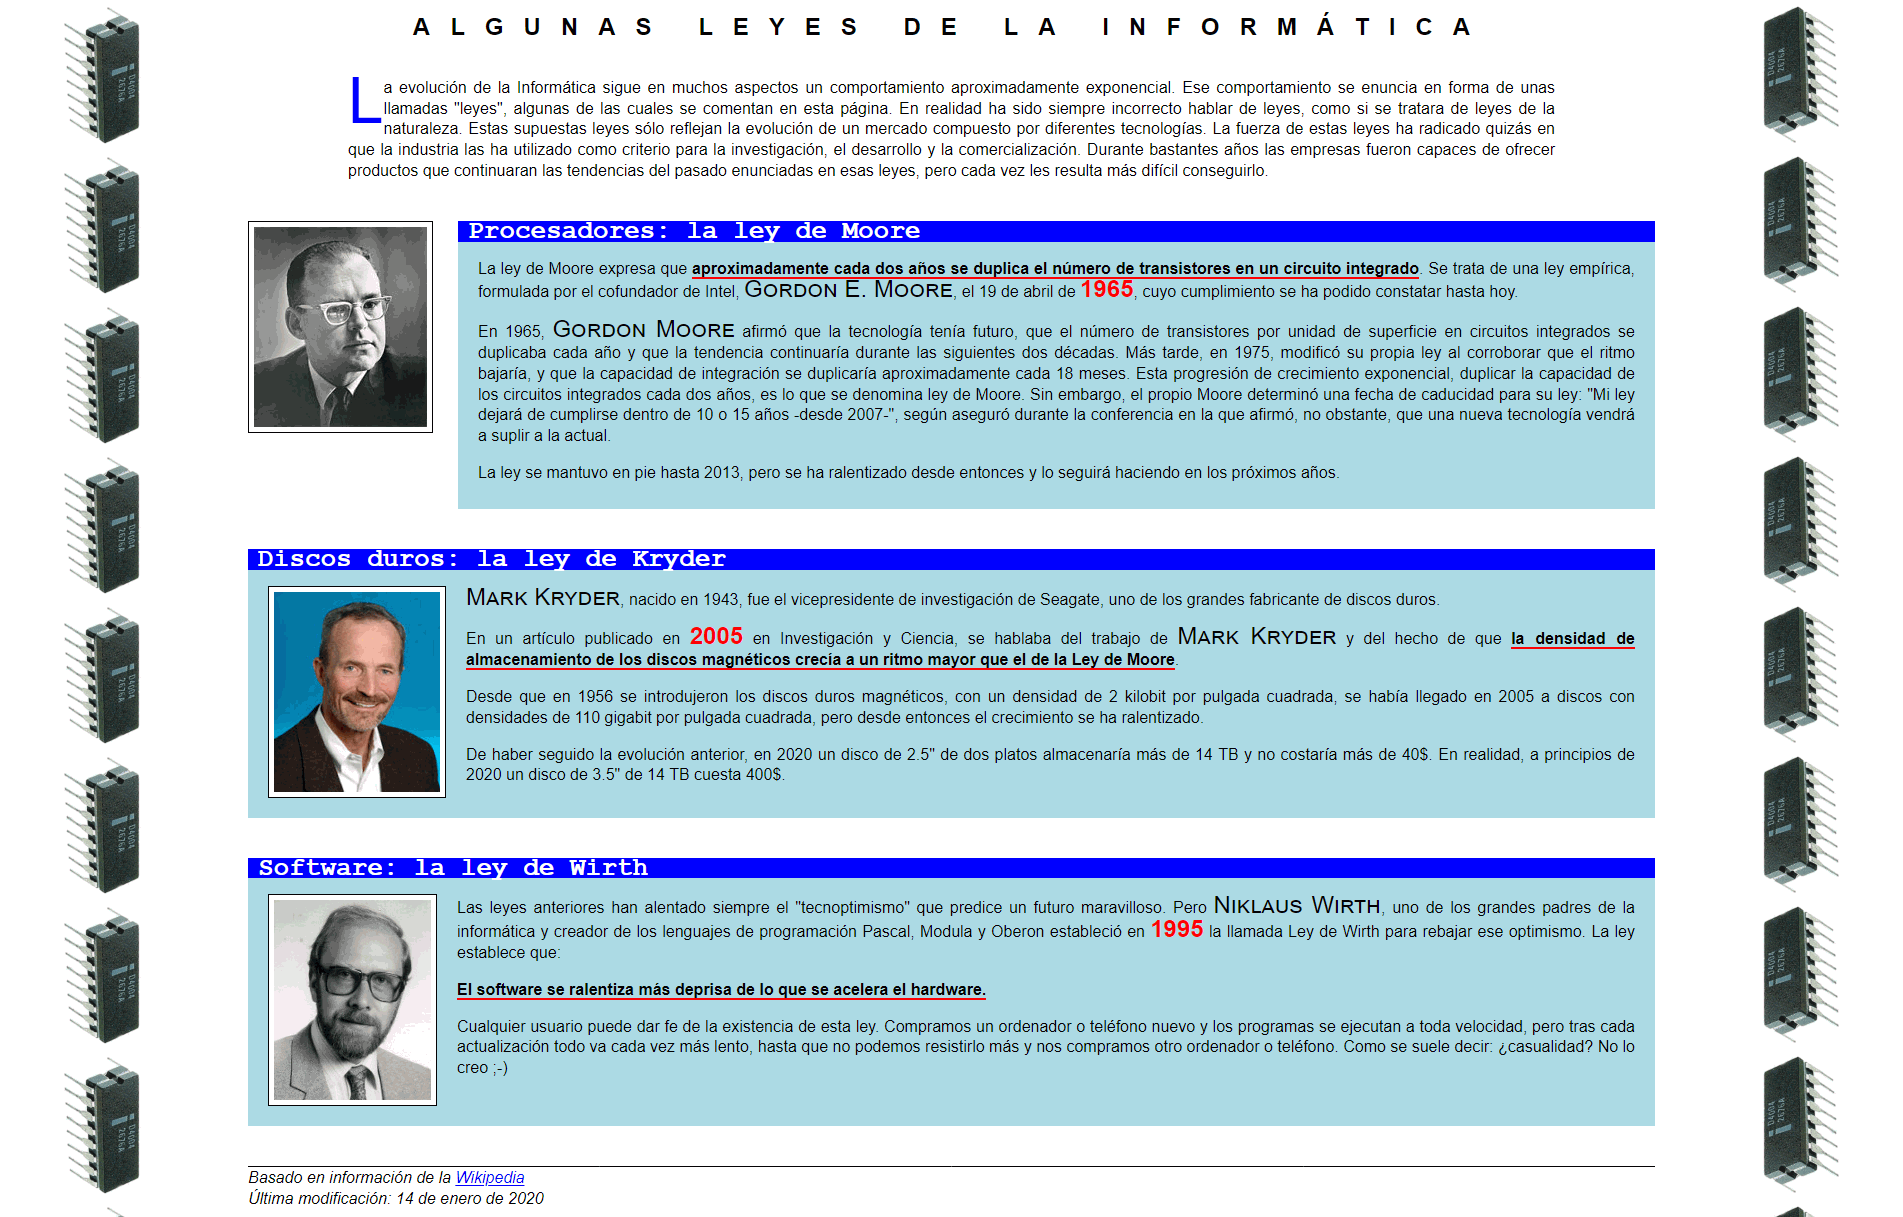 ALGUNAS LEYES DE LA INFORMÁTICA
La evolución de la Informática sigue en muchos aspectos un comportamiento aproximadamente exponencial. Ese comportamiento se enuncia en forma de unas
llamadas "leyes", algunas de las cuales se comentan en esta página. En realidad ha sido siempre incorrecto hablar de leyes, como si se tratara de leyes de la
naturaleza. Estas supuestas leyes sólo reflejan la evolución de un mercado compuesto por diferentes tecnologías. La fuerza de estas leyes ha radicado quizás en
que la industria las ha utilizado como criterio para la investigación, el desarrollo y la comercialización. Durante bastantes años las empresas fueron capaces de ofrecer
productos que continuaran las tendencias del pasado enunciadas en esas leyes, pero cada vez les resulta más difícil conseguirlo.
Procesadores: la ley de Moore
La ley de Moore expresa que aproximadamente cada dos años se duplica el número de transistores en un circuito integrado. Se trata de una ley empírica,
formulada por el cofundador de Intel, Gordon E. Moore, el 19 de abril de 1965, cuyo cumplimiento se ha podido constatar hasta hoy.
En 1965, Gordon Moore afirmó que la tecnología tenía futuro, que el número de transistores por unidad de superficie en circuitos integrados se
duplicaba cada año y que la tendencia continuaría durante las siguientes dos décadas. Más tarde, en 1975, modificó su propia ley al corroborar que el ritmo
bajaría, y que la capacidad de integración se duplicaría aproximadamente cada 18 meses. Esta progresión de crecimiento exponencial, duplicar la capacidad de
los circuitos integrados cada dos años, es lo que se denomina ley de Moore. Sin embargo, el propio Moore determinó una fecha de caducidad para su ley: "Mi ley
dejará de cumplirse dentro de 10 o 15 años -desde 2007-", según aseguró durante la conferencia en la que afirmó, no obstante, que una nueva tecnología vendrá
a suplir a la actual.
La ley se mantuvo en pie hasta 2013, pero se ha ralentizado desde entonces y lo seguirá haciendo en los próximos años.
Discos duros: la ley de Kryder
Mark Kryder, nacido en 1943, fue el vicepresidente de investigación de Seagate, uno de los grandes fabricante de discos duros.
En un artículo publicado en 2005 en Investigación y Ciencia, se hablaba del trabajo de Mark Kryder y del hecho de que la densidad de
almacenamiento de los discos magnéticos crecía a un ritmo mayor que el de la Ley de Moore.
Desde que en 1956 se introdujeron los discos duros magnéticos, con un densidad de 2 kilobit por pulgada cuadrada, se había llegado en 2005 a discos con
densidades de 110 gigabit por pulgada cuadrada, pero desde entonces el crecimiento se ha ralentizado.
De haber seguido la evolución anterior, en 2020 un disco de 2.5" de dos platos almacenaría más de 14 TB y no costaría más de 40$. En realidad, a principios de
2020 un disco de 3.5" de 14 TB cuesta 400$.
Software: la ley de Wirth
Las leyes anteriores han alentado siempre el "tecnoptimismo" que predice un futuro maravilloso. Pero Niklaus Wirth, uno de los grandes padres de la
informática y creador de los lenguajes de programación Pascal, Modula y Oberon estableció en 1995 la llamada Ley de Wirth para rebajar ese optimismo. La ley
establece que:
El software se ralentiza más deprisa de lo que se acelera el hardware.
Cualquier usuario puede dar fe de la existencia de esta ley. Compramos un ordenador o teléfono nuevo y los programas se ejecutan a toda velocidad, pero tras cada
actualización todo va cada vez más lento, hasta que no podemos resistirlo más y nos compramos otro ordenador o teléfono. Como se suele decir: ¿casualidad? No lo
creo ;-)
Basado en información de la Wikipedia
Última modificación: 14 de enero de 2020